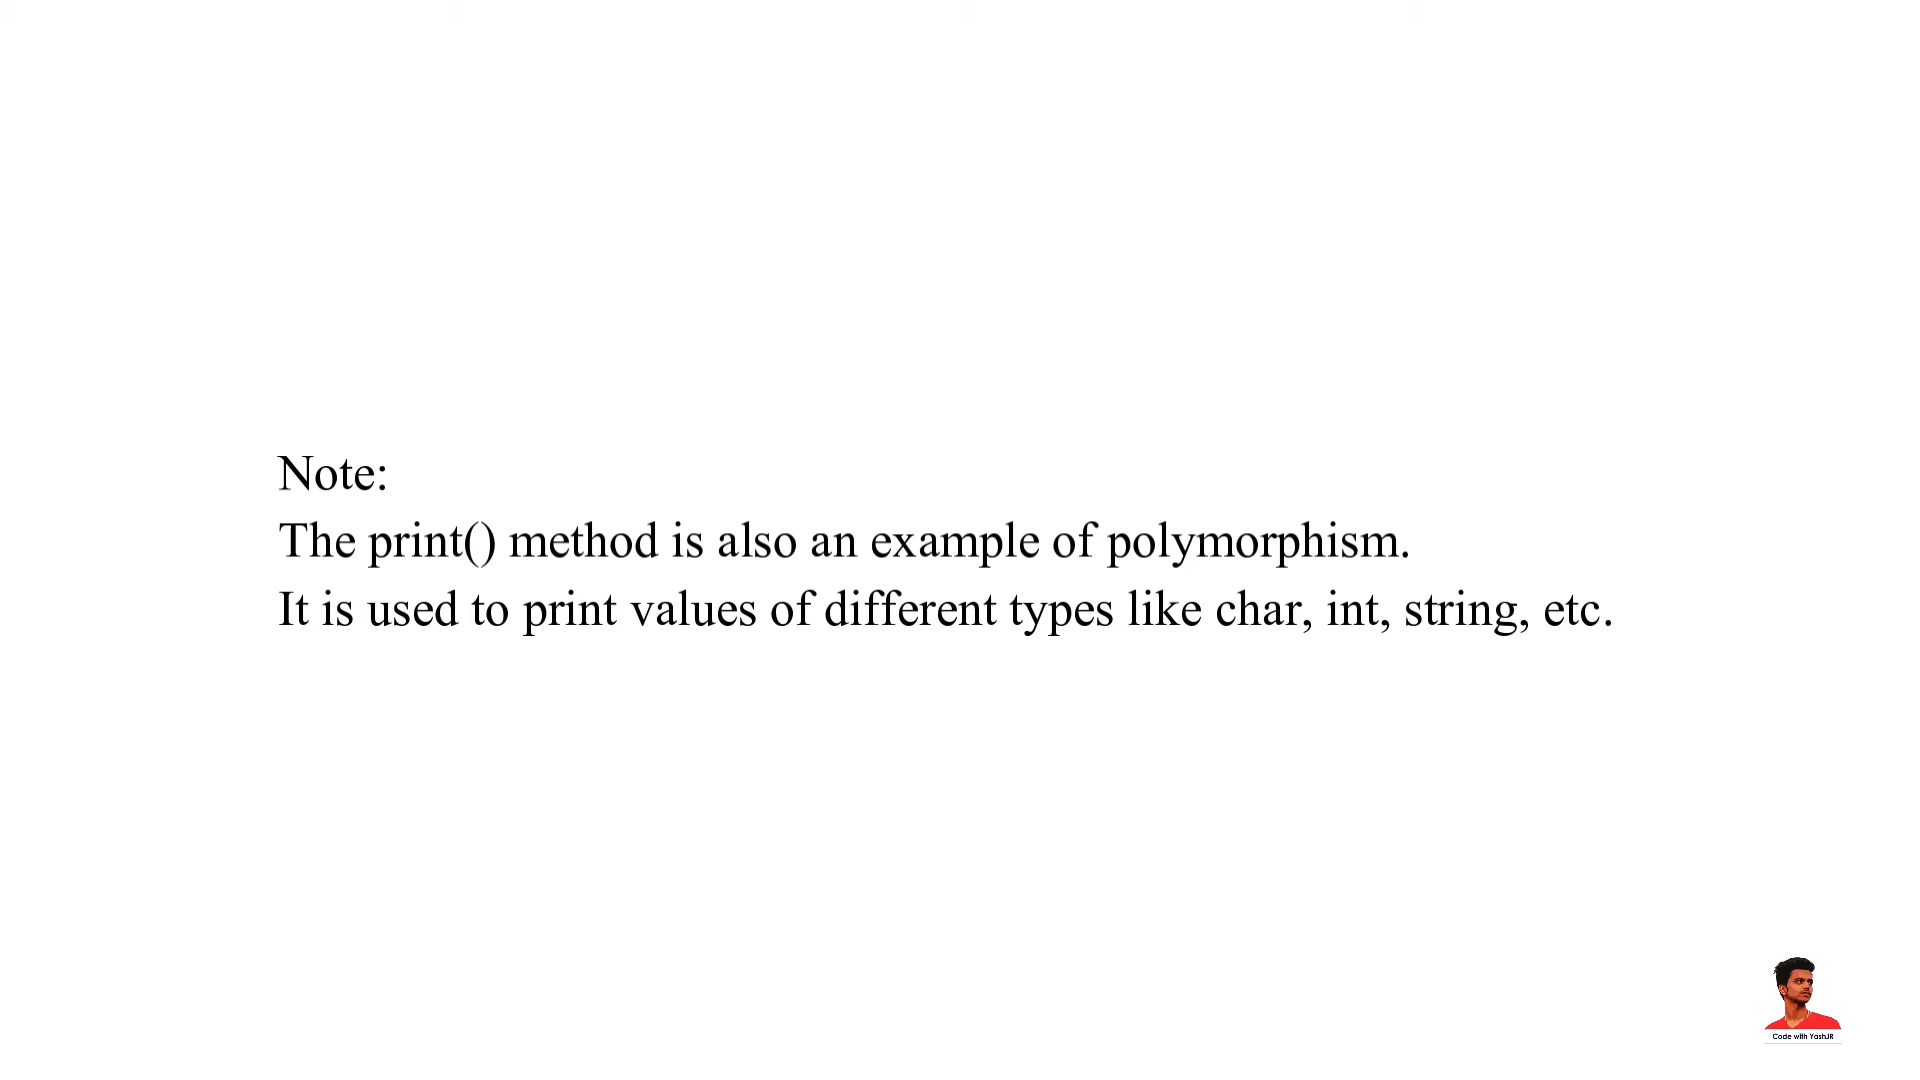 Note:
The print() method is also an example of polymorphism.
It is used to print values of different types like char, int, string, etc.
Code with YashJR